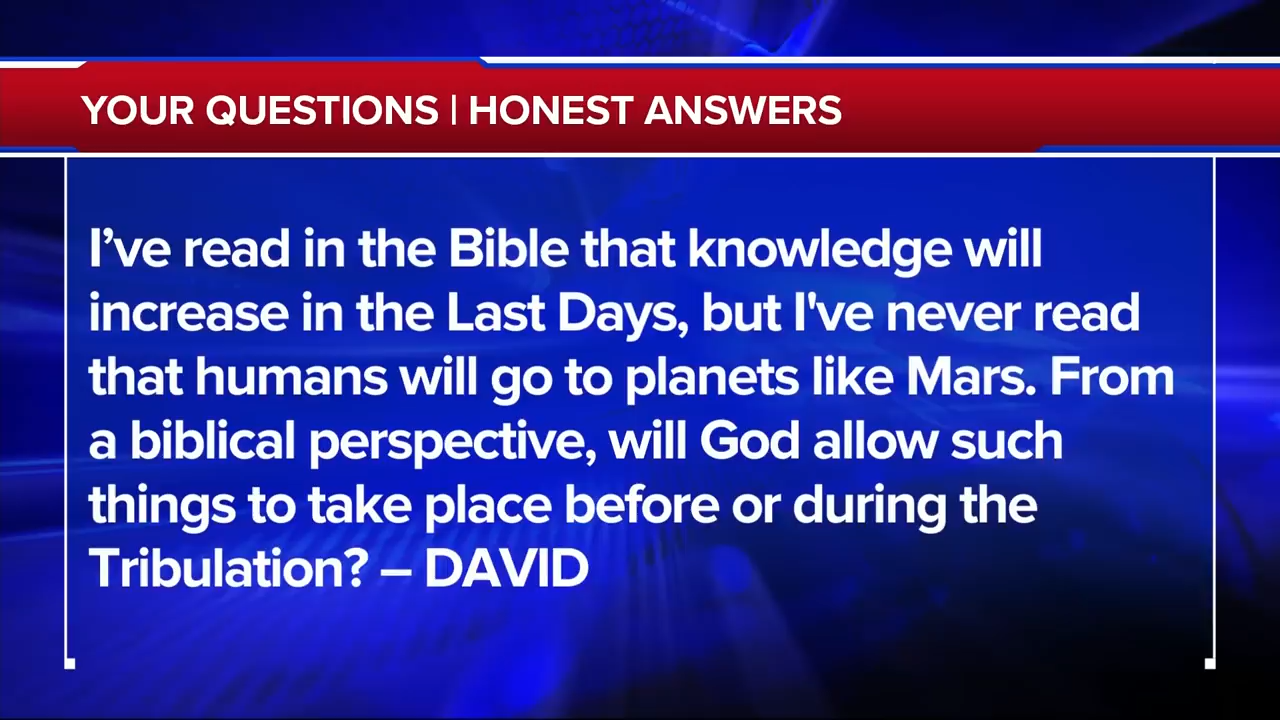 YOUR QUESTIONS | HONEST ANSWERS
I’ve read in the Bible that knowledge will
increase in the Last Days, but I've never read
that humans will go to planets like Mars. From
a biblical perspective, will God allow such
things to take place before or during the
Tribulation? – DAVID